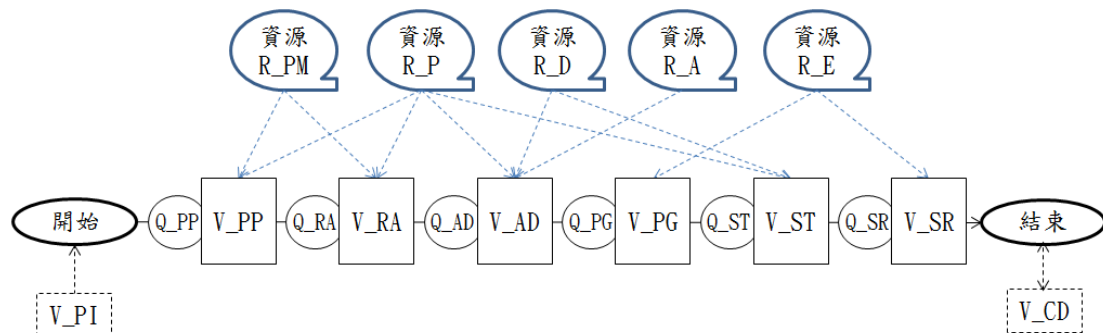 資源
R_PM
資源
R_P
資源
R_D
資源
R_A
資源
R_E
開始
Q_PP
V_PP
Q_RA
V_RA
Q_AD
V_AD
Q_PG
V_PG
Q_ST
V_ST
Q_SR
V_SR
結束
V_PI
V_CD